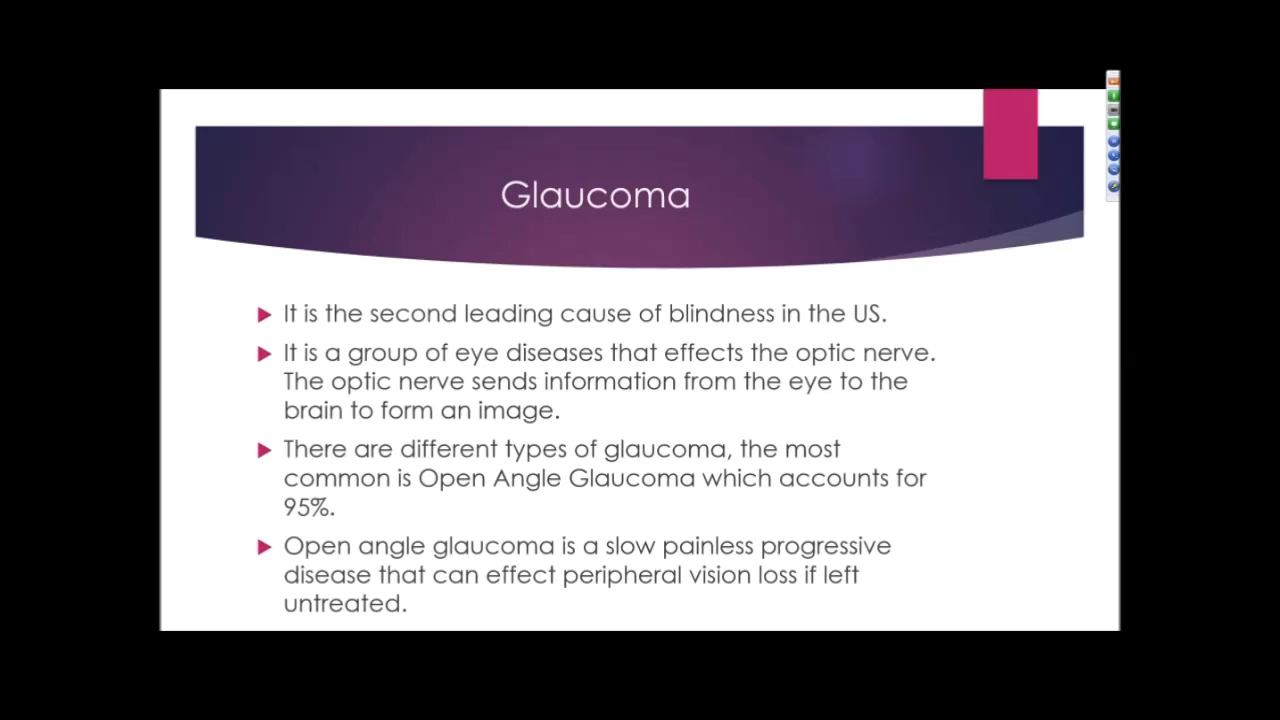 Glaucoma
It is the second leading cause of blindness in the US.
It is a group of eye diseases that effects the optic nerve.
The optic nerve sends information from the eye to the
brain to form an image.
There are different types of glaucoma, the most
common is Open Angle Glaucoma which accounts for
95%.
Open angle glaucoma is a slow painless progressive
disease that can effect peripheral vision loss if left
untreated.